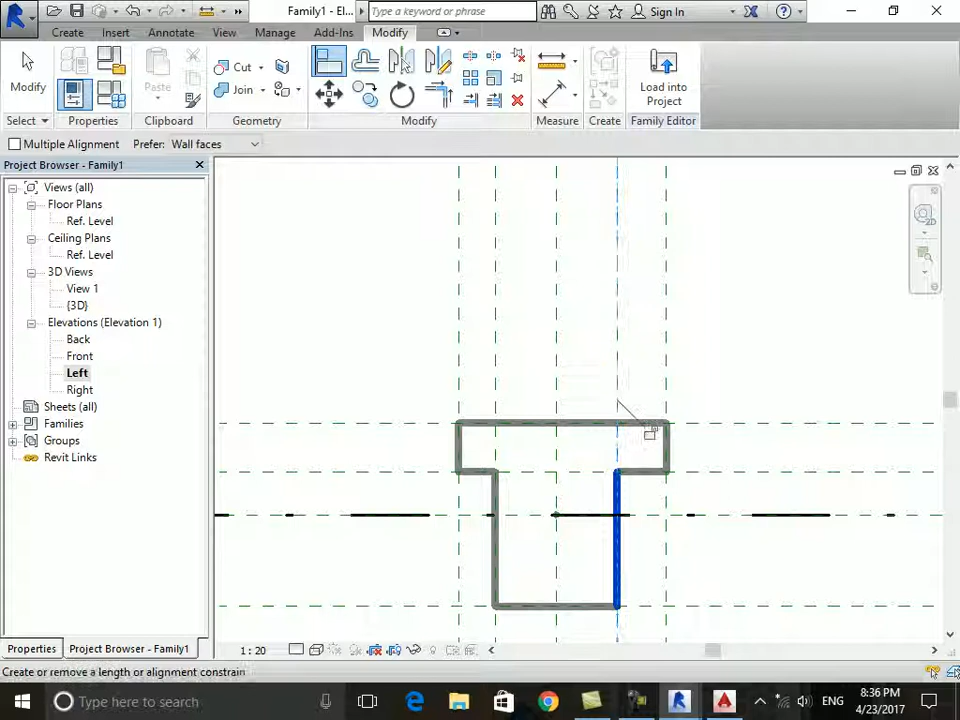 Family1 - El...
Type a keyword or phrase
Sign In
Create
Insert
Annotate
View
Manage
Add-Ins
Modify
Modify
Paste
Cut
Join
Load into
Project
Select
Properties
Clipboard
Geometry
Modify
Measure
Create
Family Editor
Multiple Alignment
Prefer:
Wall faces
Project Browser - Family1
Views (all)
Floor Plans
Ref. Level
Ceiling Plans
Ref. Level
3D Views
View 1
{3D}
Elevations (Elevation 1)
Back
Front
Left
Right
Sheets (all)
Families
Groups
Revit Links
2D
Properties
Project Browser - Family1
1 : 20
Create or remove a length or alignment constrain
Type here to search
ENG
8:36 PM
4/23/2017